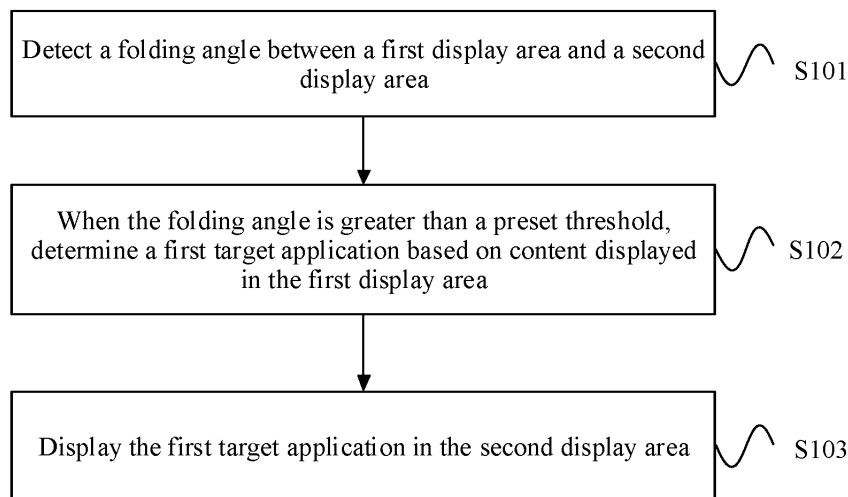 Detect a folding angle between a first display area and a second
display area
S101
When the folding angle is greater than a preset threshold,
determine a first target application based on content displayed
in the first display area
S102
Display the first target application in the second display area
S103